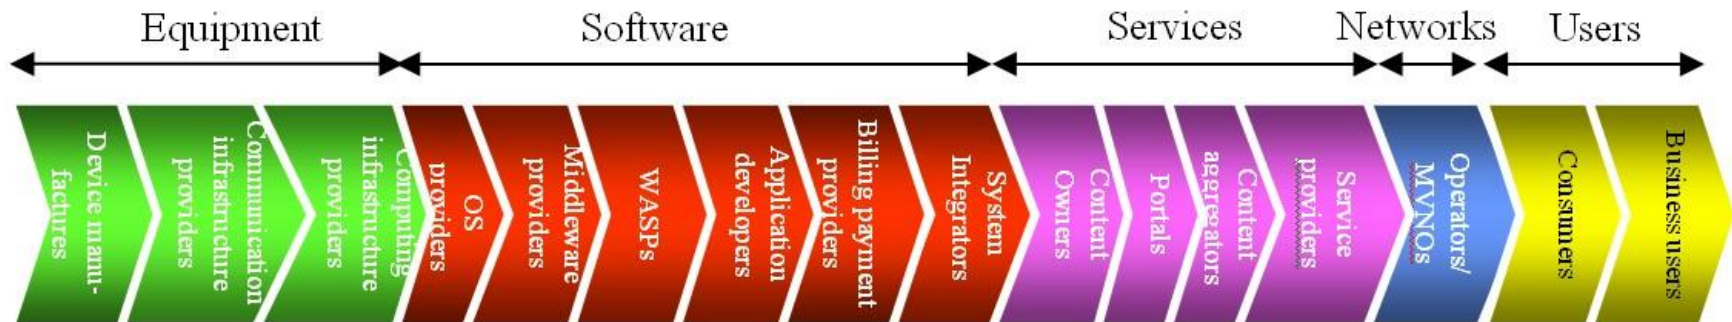 Equipment
Software
Services
Networks
Users
Device manu-
factures
Communication
infrastructure
providers
Computing
infrastructure
providers
OS
providers
Middleware
providers
WASPs
Application
developers
Billing payment
providers
System
Integrators
Content
Owners
Portals
Content
aggregators
Service
providers
Operators/
MVNOs
Consumers
Business users